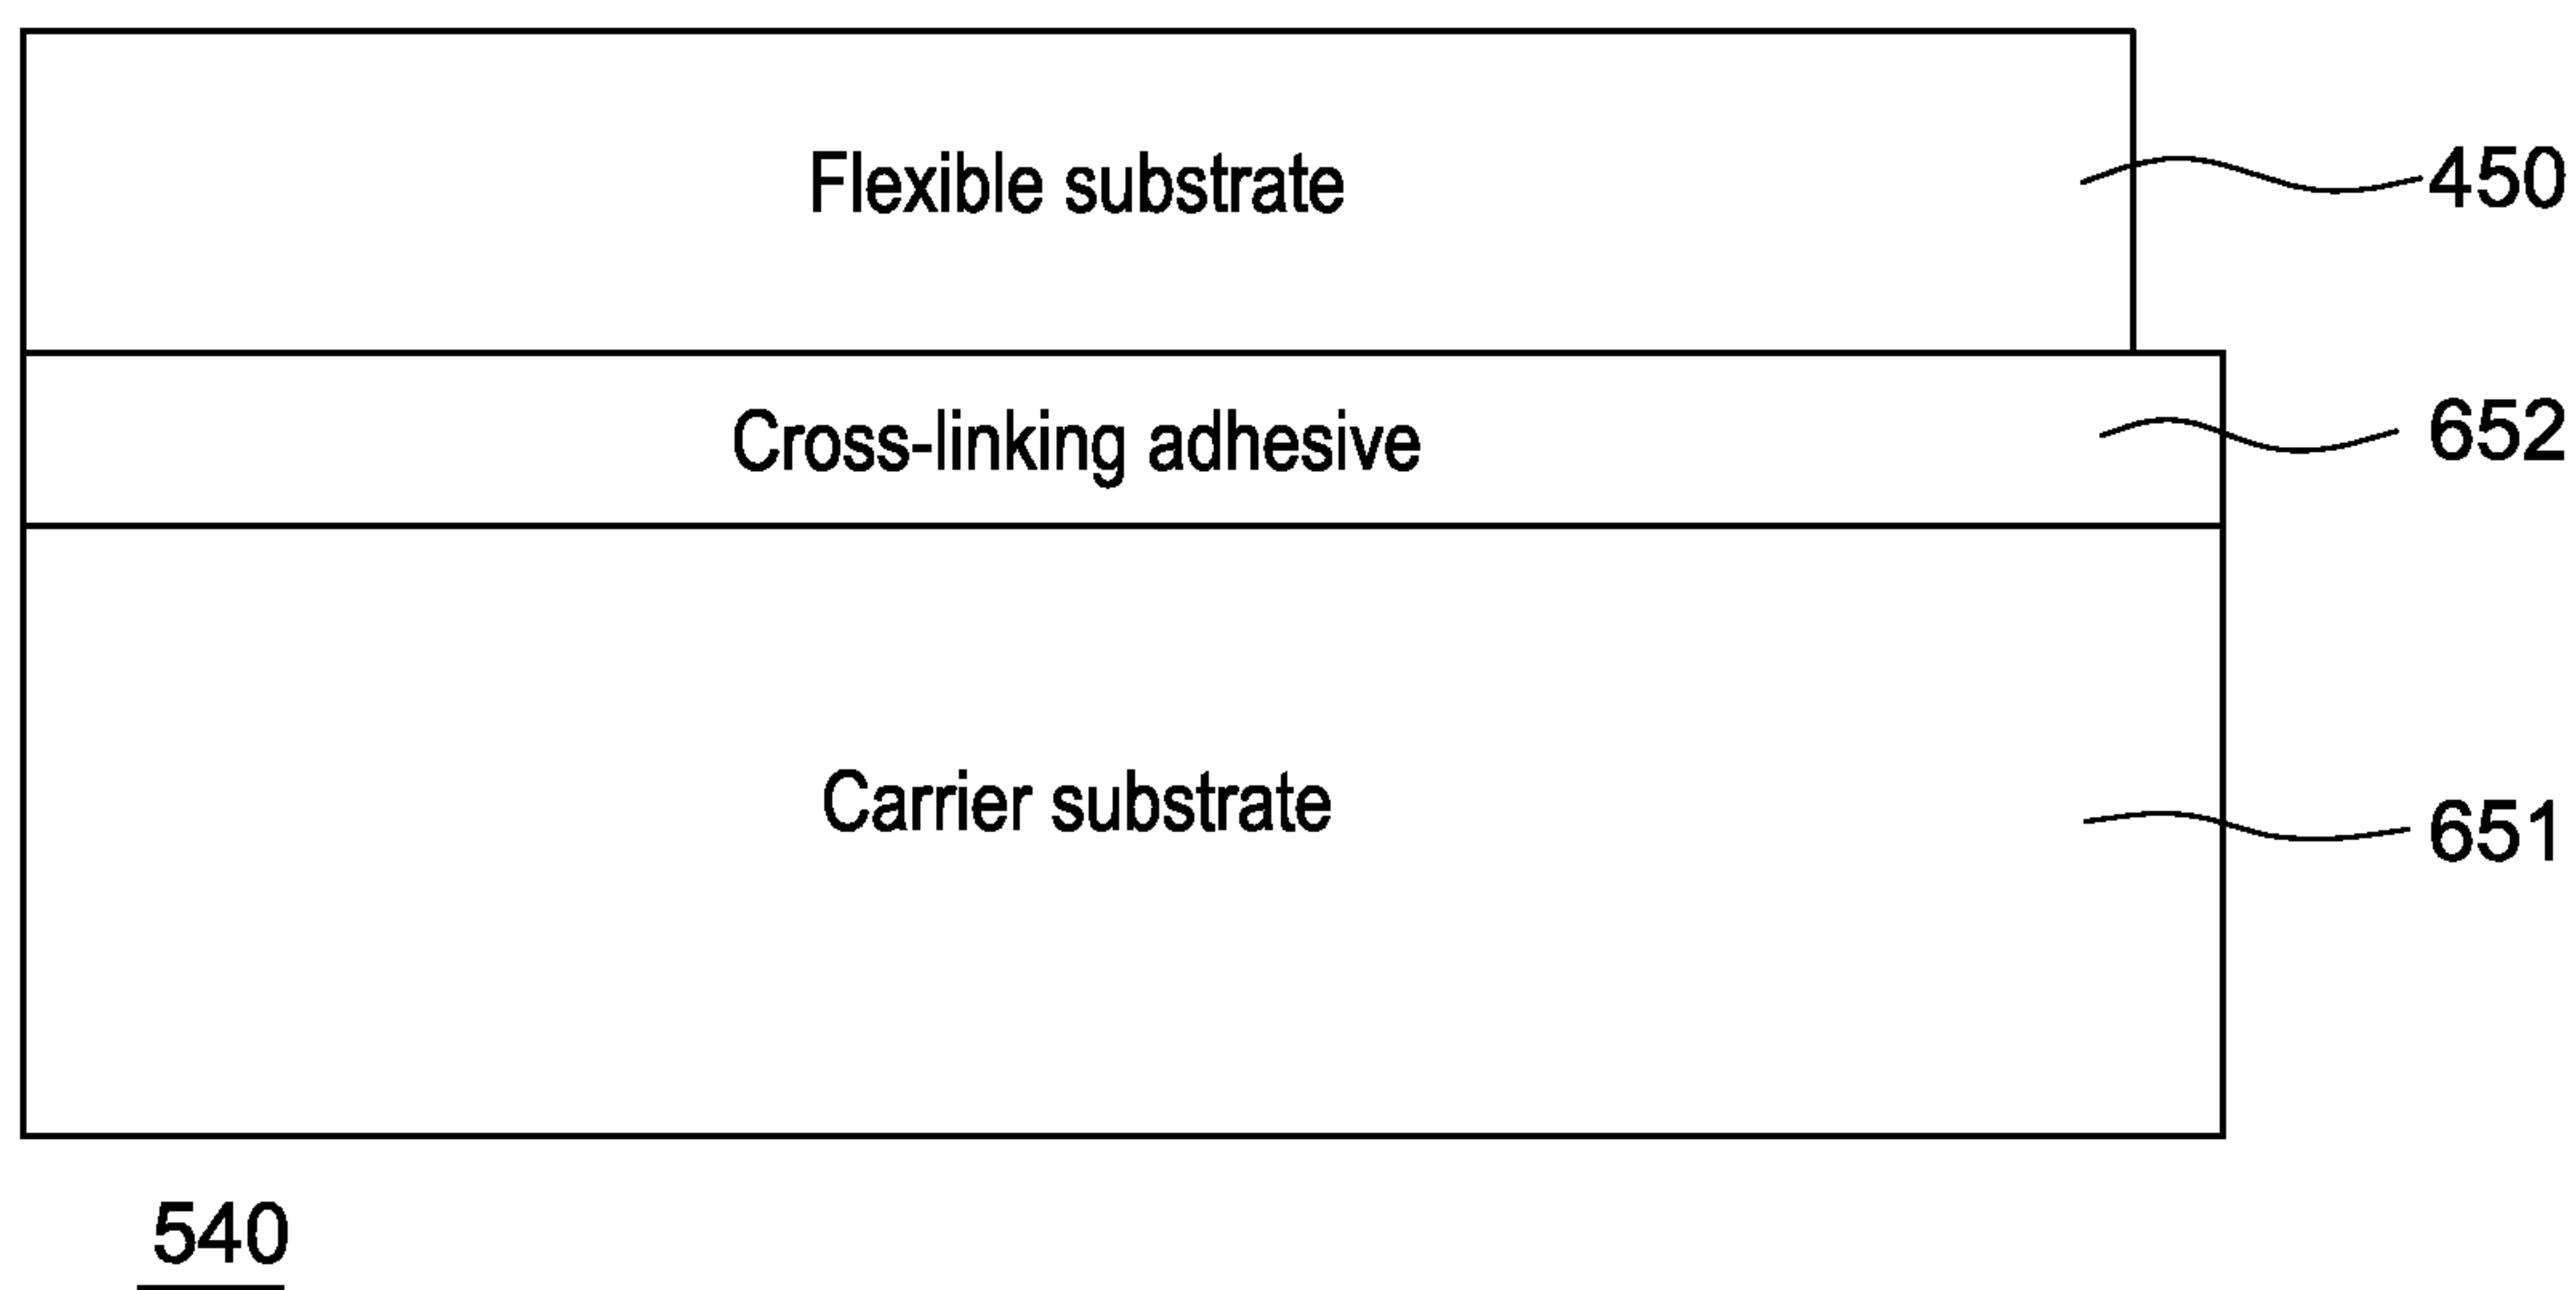 Flexible substrate
450
Cross-linking adhesive
652
Carrier substrate
651
540